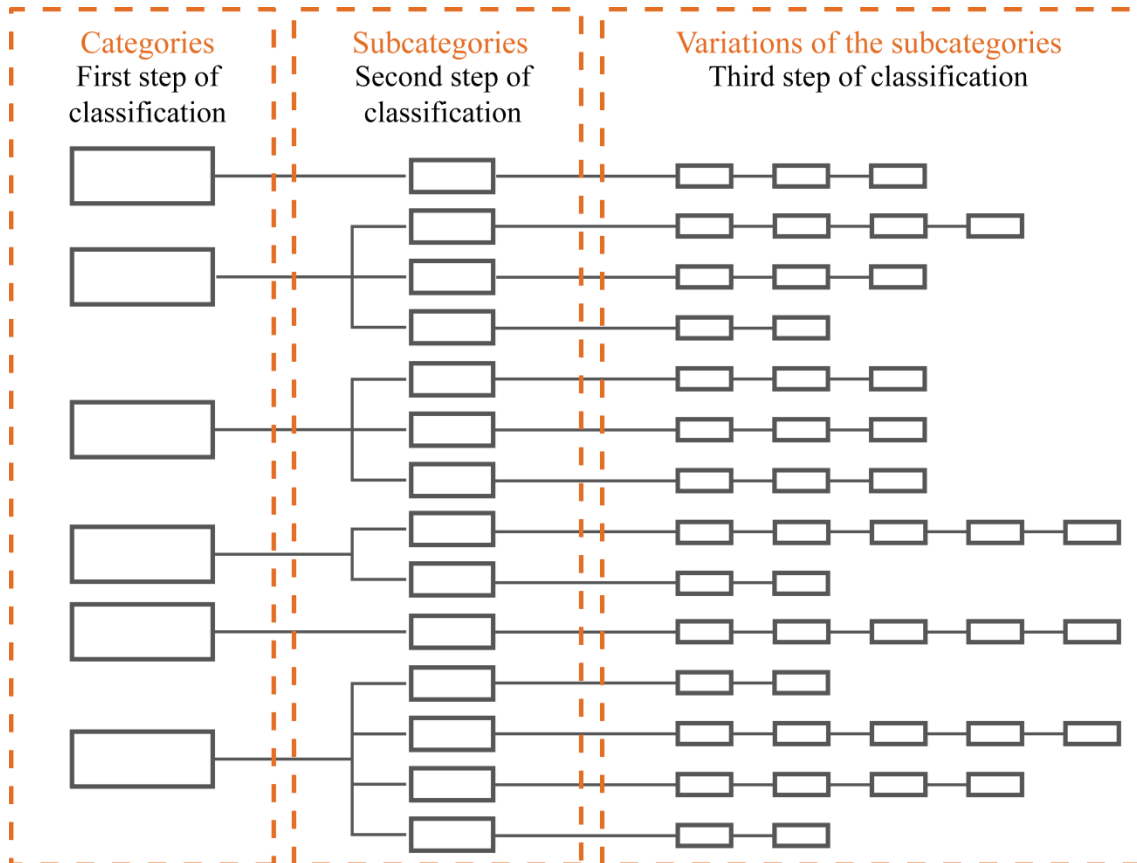 Categories
First step of
classification
Subcategories
Second step of
classification
Variations of the subcategories
Third step of classification